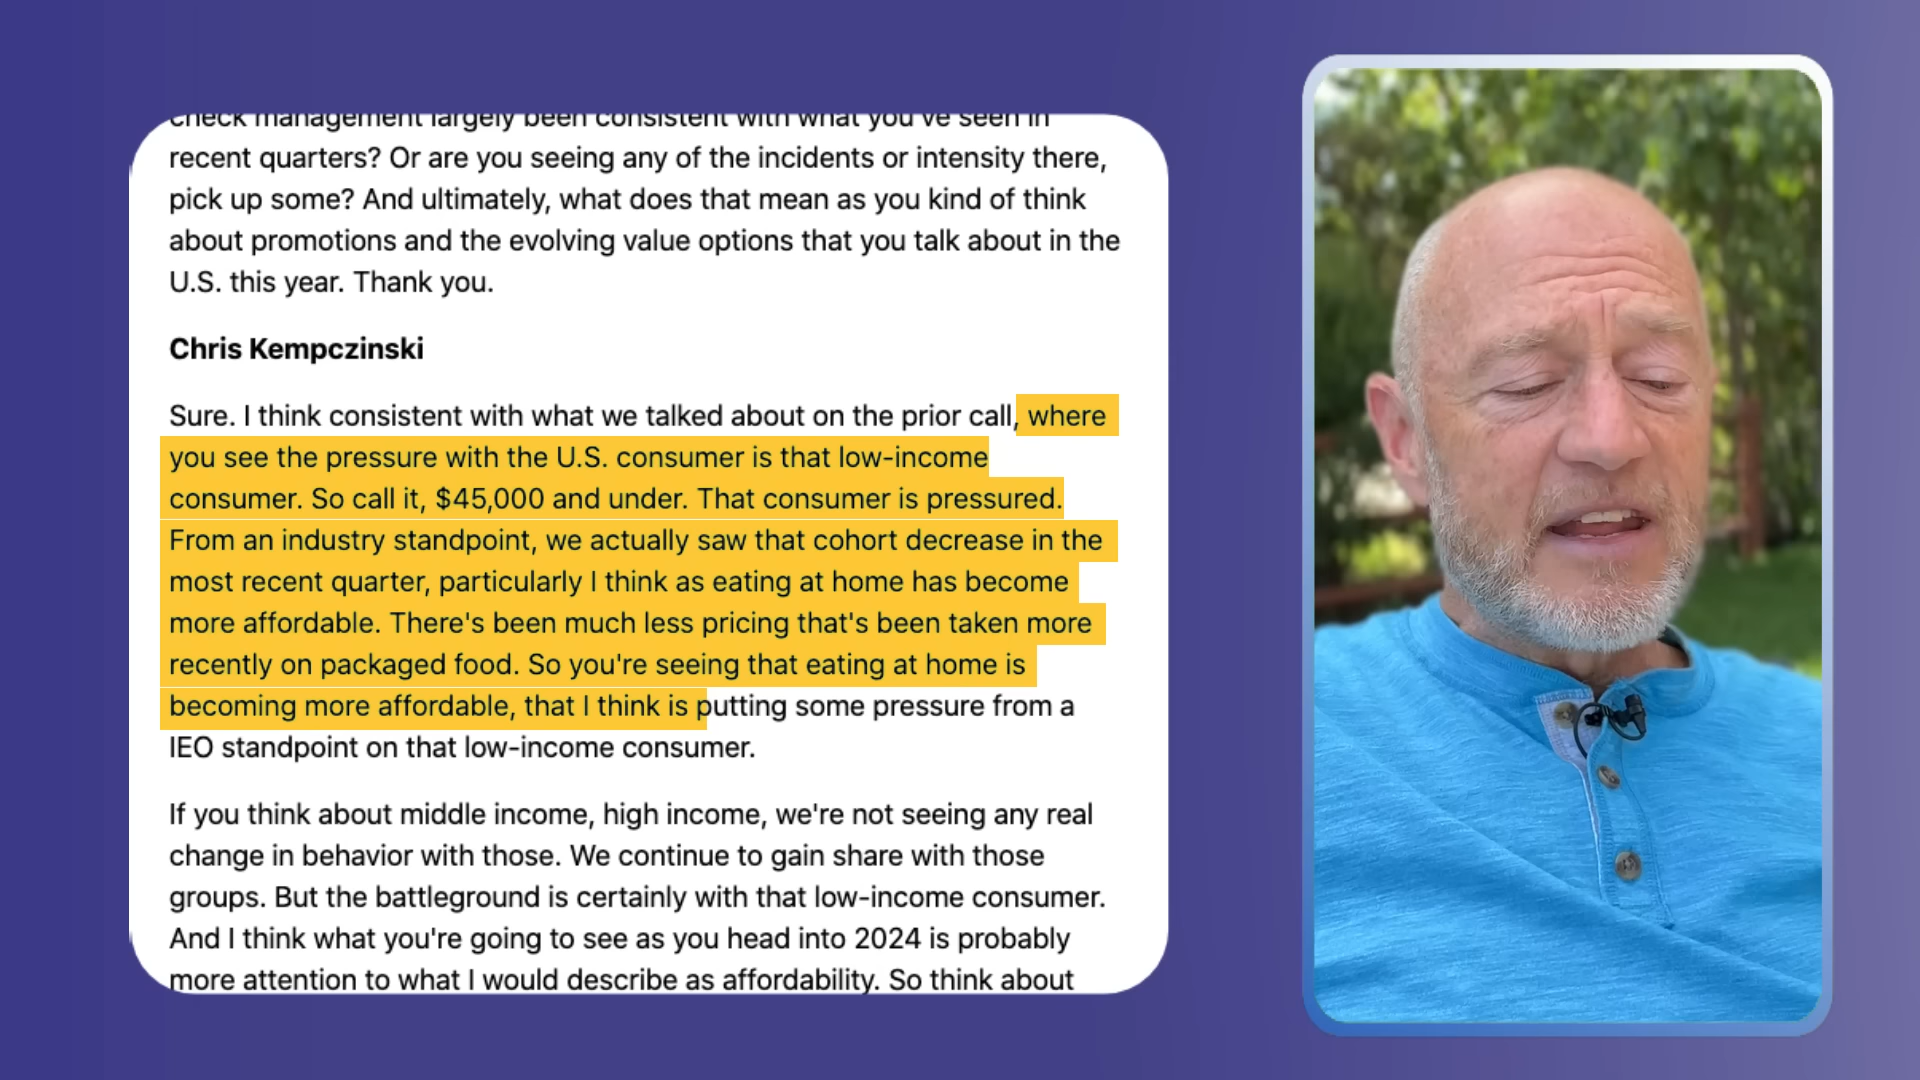 check management largely been consistent with what you've seen in
recent quarters? Or are you seeing any of the incidents or intensity there,
pick up some? And ultimately, what does that mean as you kind of think
about promotions and the evolving value options that you talk about in the
U.S. this year. Thank you.
Chris Kempczinski
Sure. I think consistent with what we talked about on the prior call, where
you see the pressure with the U.S. consumer is that low-income
consumer. So call it, $45,000 and under. That consumer is pressured.
From an industry standpoint, we actually saw that cohort decrease in the
most recent quarter, particularly I think as eating at home has become
more affordable. There's been much less pricing that's been taken more
recently on packaged food. So you're seeing that eating at home is
becoming more affordable, that I think is putting some pressure from a
IEO standpoint on that low-income consumer.
If you think about middle income, high income, we're not seeing any real
change in behavior with those. We continue to gain share with those
groups. But the battleground is certainly with that low-income consumer.
And I think what you're going to see as you head into 2024 is probably
more attention to what I would describe as affordability. So think about